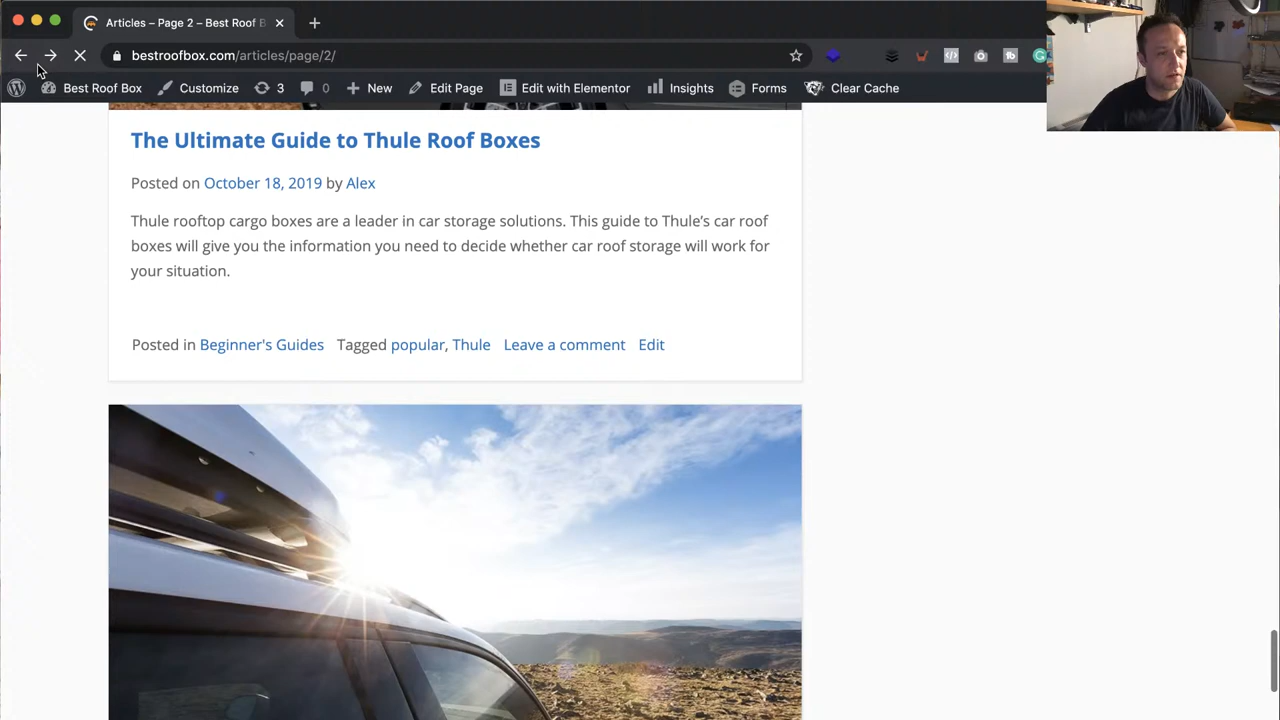 Articles – Page 2 – Best Roof B
bestroofbox.com/articles/page/2/
Best Roof Box Customize 3 0 New Edit Page Edit with Elementor Insights Forms Clear Cache
The Ultimate Guide to Thule Roof Boxes
Posted on October 18, 2019 by Alex
Thule rooftop cargo boxes are a leader in car storage solutions. This guide to Thule's car roof
boxes will give you the information you need to decide whether car roof storage will work for
your situation.
Posted in Beginner's Guides Tagged popular, Thule Leave a comment Edit